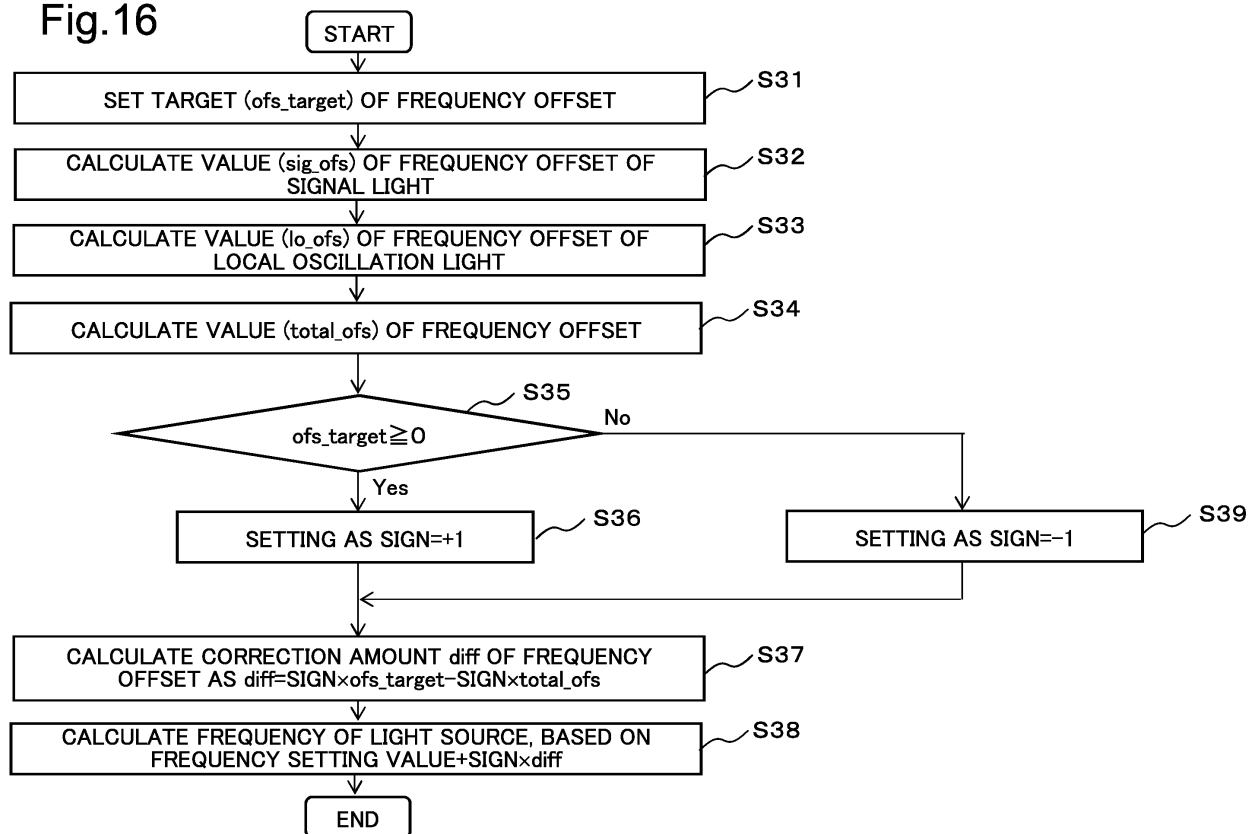 Fig.16
START
SET TARGET (ofs_target) OF FREQUENCY OFFSET
S31
CALCULATE VALUE (sig_ofs) OF FREQUENCY OFFSET OF
SIGNAL LIGHT
S32
CALCULATE VALUE (lo_ofs) OF FREQUENCY OFFSET OF
LOCAL OSCILLATION LIGHT
S33
CALCULATE VALUE (total_ofs) OF FREQUENCY OFFSET
S34
S35
ofs_target≧0
No
Yes
SETTING AS SIGN=+1
S36
SETTING AS SIGN=-1
S39
CALCULATE CORRECTION AMOUNT diff OF FREQUENCY
OFFSET AS diff=SIGN×ofs_target-SIGN×total_ofs
S37
CALCULATE FREQUENCY OF LIGHT SOURCE, BASED ON
FREQUENCY SETTING VALUE+SIGN×diff
S38
END